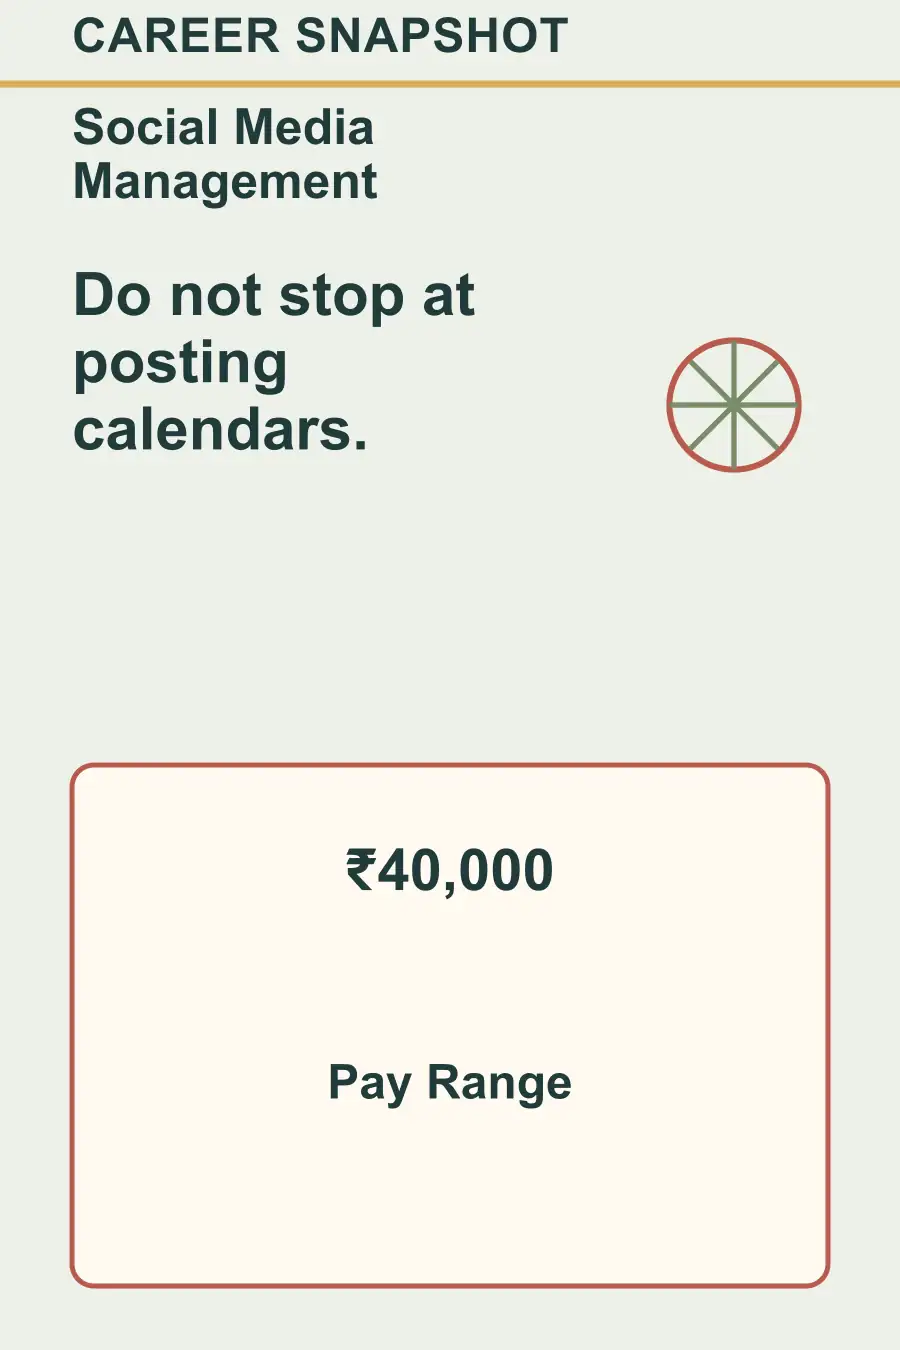 CAREER SNAPSHOT
Social Media
Management
Do not stop at
posting
calendars.
₹40,000
Pay Range